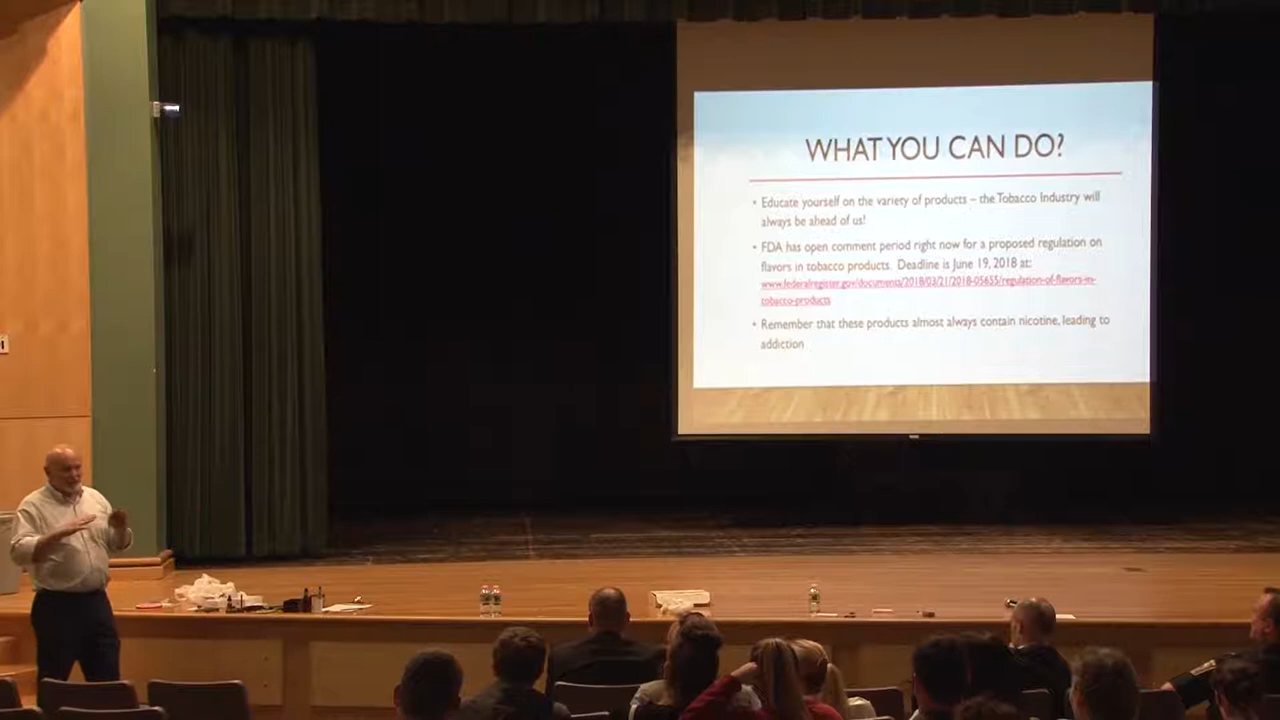 WHAT YOU CAN DO?
• Educate yourself on the variety of products – the Tobacco Industry will
always be ahead of us!
• FDA has open comment period right now for a proposed regulation on
flavors in tobacco products. Deadline is June 19, 2018 at:
www.federalregister.gov/documents/2018/03/21/2018-05655/regulation-of-flavors-in-
tobacco-products
• Remember that these products almost always contain nicotine, leading to
addiction